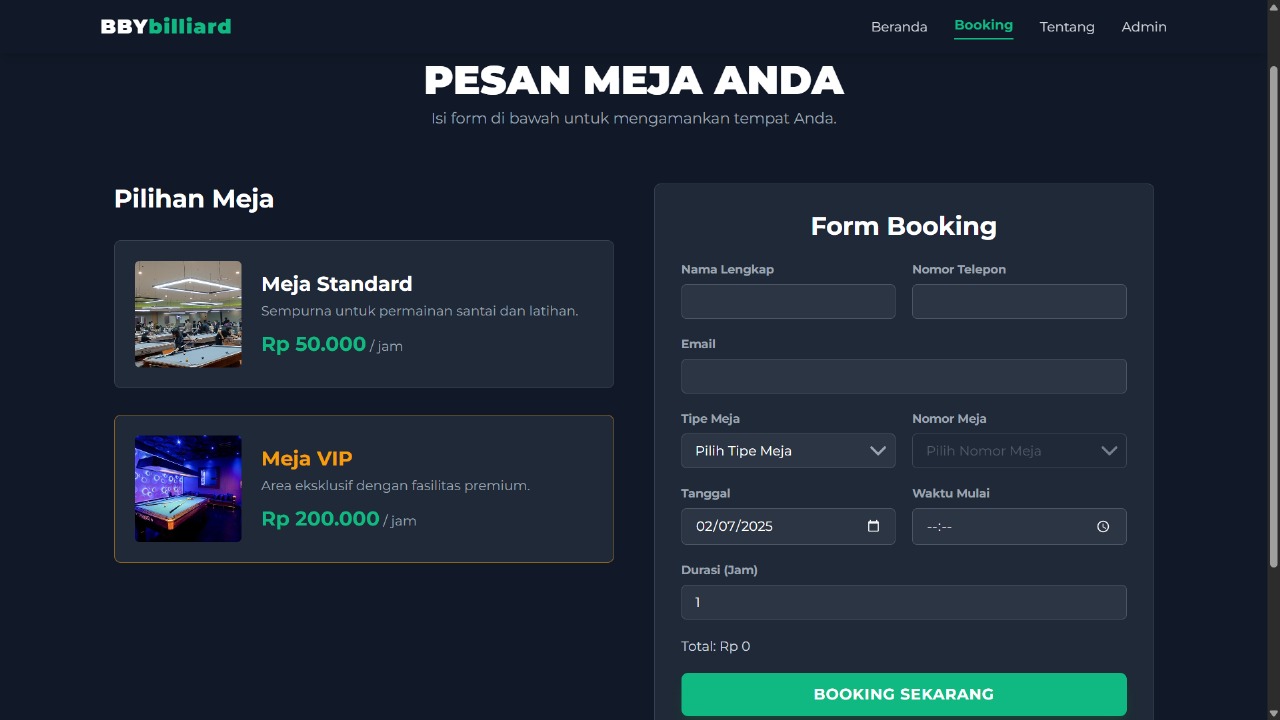 BBYbilliard
Beranda Booking Tentang Admin
PESAN MEJA ANDA
Isi form di bawah untuk mengamankan tempat Anda.
Pilihan Meja
Meja Standard
Sempurna untuk permainan santai dan latihan.
Rp 50.000 / jam
Meja VIP
Area eksklusif dengan fasilitas premium.
Rp 200.000 / jam
Form Booking
Nama Lengkap Nomor Telepon
Email
Tipe Meja Nomor Meja
Pilih Tipe Meja Pilih Nomor Meja
Tanggal Waktu Mulai
02/07/2025 --:--
Durasi (Jam)
1
Total: Rp 0
BOOKING SEKARANG